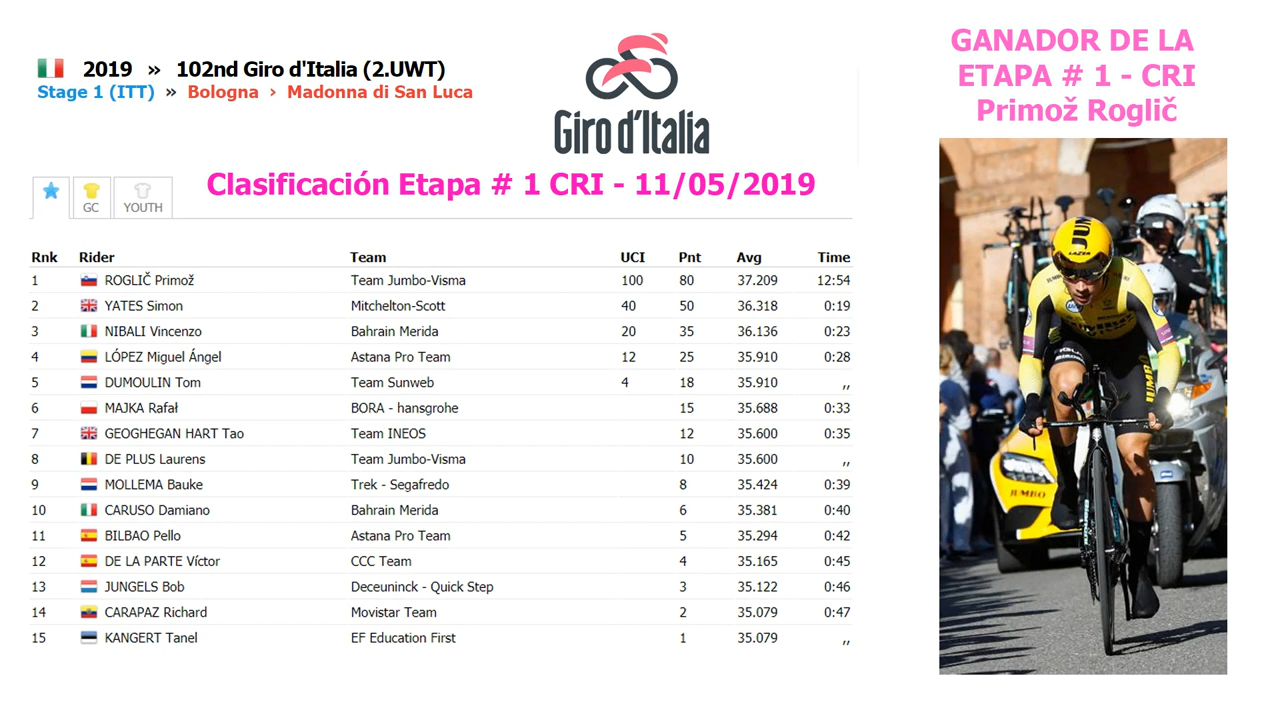 2019 » 102nd Giro d'Italia (2.UWT)
Stage 1 (ITT) » Bologna › Madonna di San Luca
Giro d'Italia
GANADOR DE LA
ETAPA # 1 - CRI
Primož Roglič
Clasificación Etapa # 1 CRI - 11/05/2019
GC YOUTH
Rnk Rider Team UCI Pnt Avg Time
1 ROGLIČ Primož Team Jumbo-Visma 100 80 37.209 12:54
2 YATES Simon Mitchelton-Scott 40 50 36.318 0:19
3 NIBALI Vincenzo Bahrain Merida 20 35 36.136 0:23
4 LÓPEZ Miguel Ángel Astana Pro Team 12 25 35.910 0:28
5 DUMOULIN Tom Team Sunweb 4 18 35.910 ,,
6 MAJKA Rafał BORA - hansgrohe 15 35.688 0:33
7 GEOGHEGAN HART Tao Team INEOS 12 35.600 0:35
8 DE PLUS Laurens Team Jumbo-Visma 10 35.600 ,,
9 MOLLEMA Bauke Trek - Segafredo 8 35.424 0:39
10 CARUSO Damiano Bahrain Merida 6 35.381 0:40
11 BILBAO Pello Astana Pro Team 5 35.294 0:42
12 DE LA PARTE Víctor CCC Team 4 35.165 0:45
13 JUNGELS Bob Deceuninck - Quick Step 3 35.122 0:46
14 CARAPAZ Richard Movistar Team 2 35.079 0:47
15 KANGERT Tanel EF Education First 1 35.079 ,,
JUMBO
LAZER
JUMBO
JUMBO